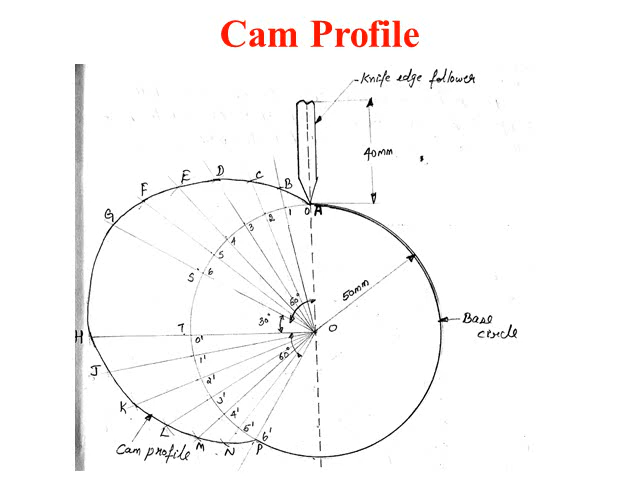 Cam Profile
Knife edge follower
40mm
D
C
E
B
F
A
O
1
2
G
3
4
5
S'
6
60°
50mm
30°
O
Base
circle
H
7
0'
60°
J
1'
K
2'
3'
L
4'
M
5'
6'
N
P
Cam profile